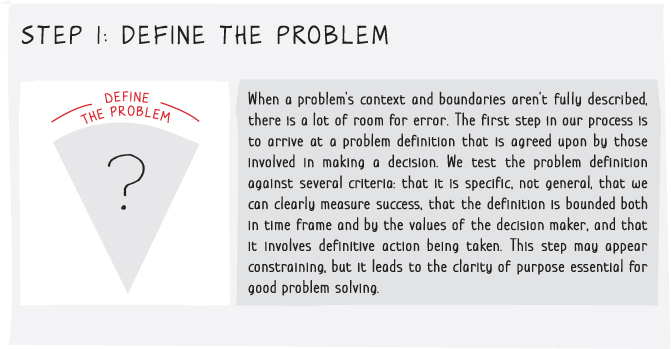 STEP 1: DEFINE THE PROBLEM
DEFINE
THE PROBLEM
?
When a problem's context and boundaries aren't fully described,
there is a lot of room for error. The first step in our process is
to arrive at a problem definition that is agreed upon by those
involved in making a decision. We test the problem definition
against several criteria: that it is specific, not general, that we
can clearly measure success, that the definition is bounded both
in time frame and by the values of the decision maker, and that
it involves definitive action being taken. This step may appear
constraining, but it leads to the clarity of purpose essential for
good problem solving.